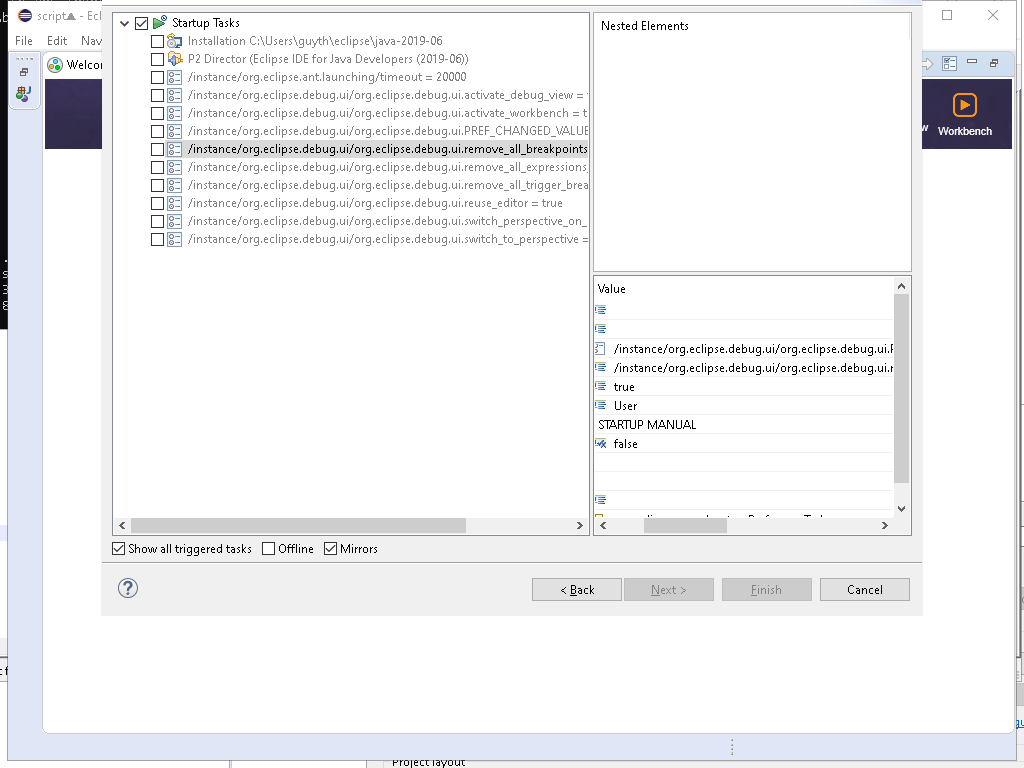 script
File Edit Nav
Welcom
Startup Tasks
Installation C:\Users\guyth\eclipse\java-2019-06
P2 Director (Eclipse IDE for Java Developers (2019-06))
/instance/org.eclipse.ant.launching/timeout = 20000
/instance/org.eclipse.debug.ui/org.eclipse.debug.ui.activate_debug_view =
/instance/org.eclipse.debug.ui/org.eclipse.debug.ui.activate_workbench = t
/instance/org.eclipse.debug.ui/org.eclipse.debug.ui.PREF_CHANGED_VALUE
/instance/org.eclipse.debug.ui/org.eclipse.debug.ui.remove_all_breakpoints
/instance/org.eclipse.debug.ui/org.eclipse.debug.ui.remove_all_expressions
/instance/org.eclipse.debug.ui/org.eclipse.debug.ui.remove_all_trigger_brea
/instance/org.eclipse.debug.ui/org.eclipse.debug.ui.reuse_editor = true
/instance/org.eclipse.debug.ui/org.eclipse.debug.ui.switch_perspective_on_
/instance/org.eclipse.debug.ui/org.eclipse.debug.ui.switch_to_perspective =
Nested Elements
Workbench
Value
/instance/org.eclipse.debug.ui/org.eclipse.debug.ui.
/instance/org.eclipse.debug.ui/org.eclipse.debug.ui.r
true
User
STARTUP MANUAL
false
Show all triggered tasks Offline Mirrors
< Back Next > Finish Cancel
Project layout